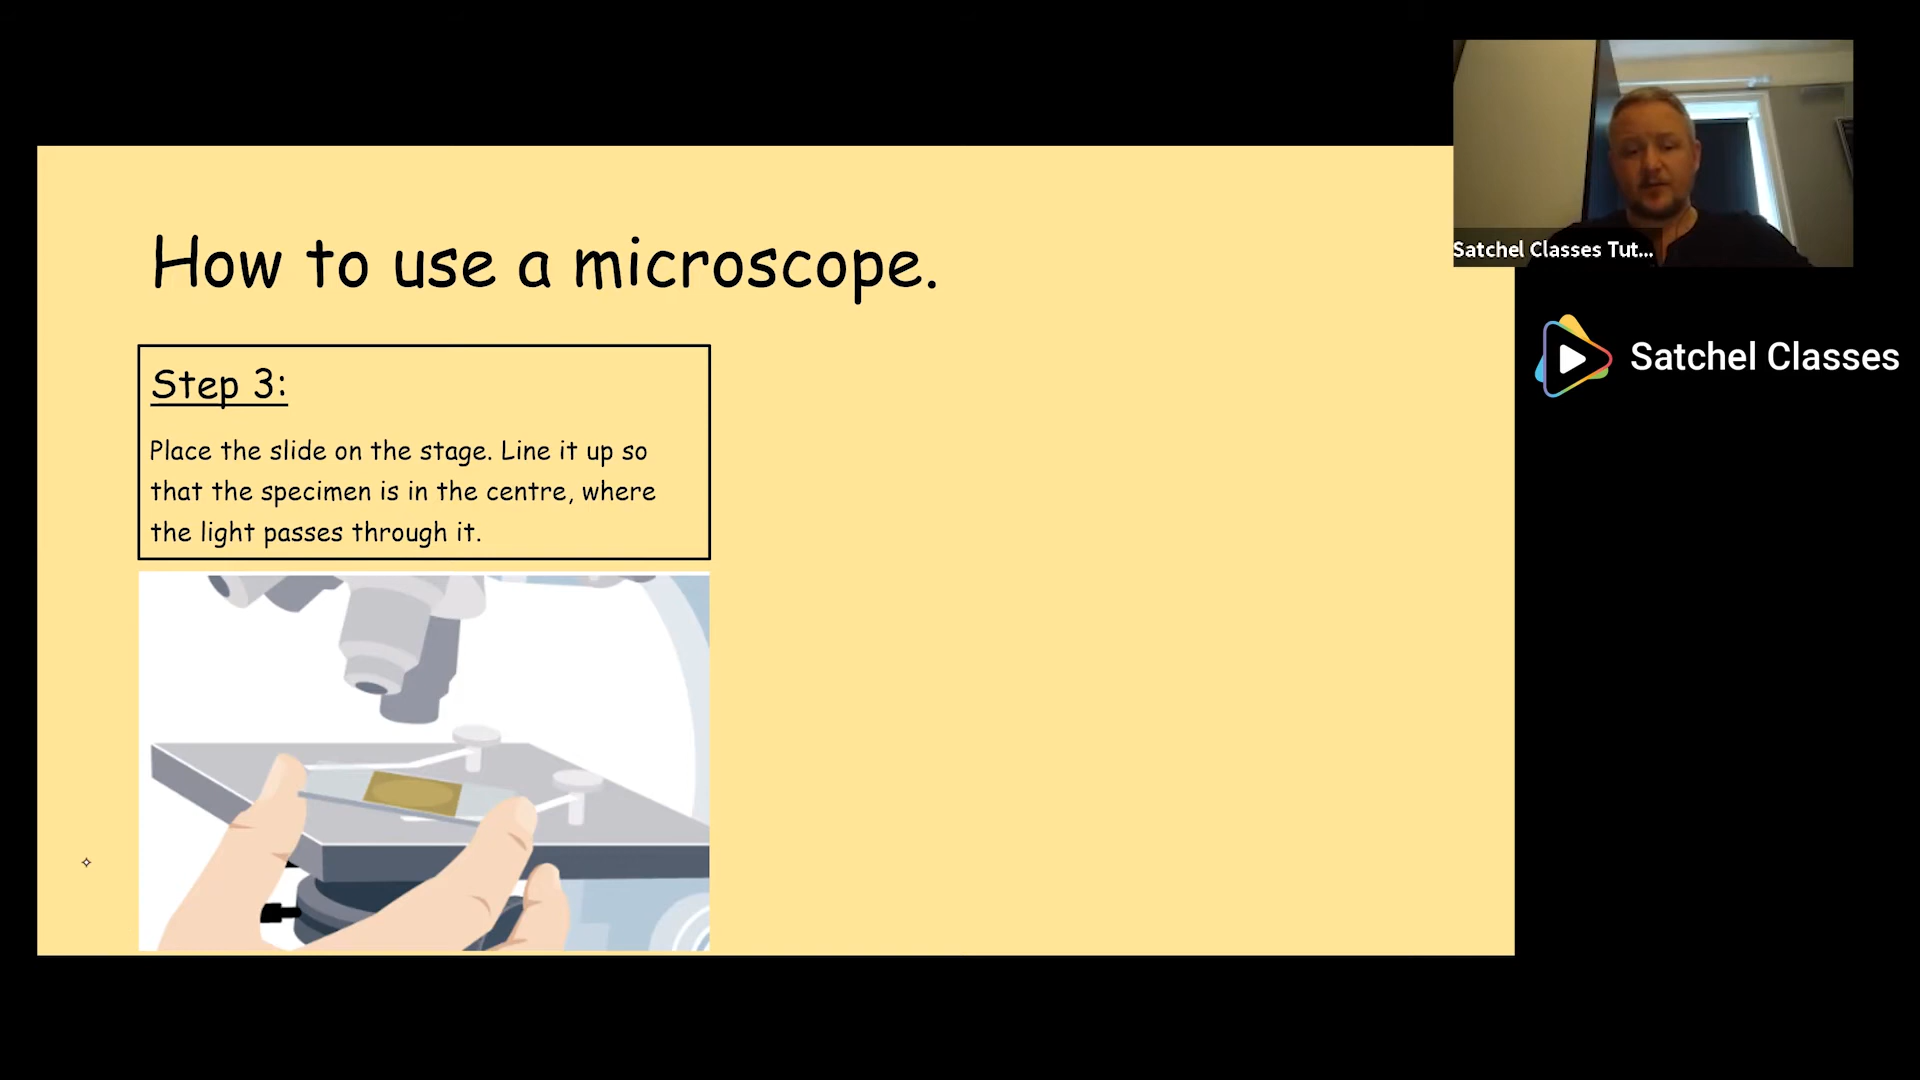 How to use a microscope.
Step 3:
Place the slide on the stage. Line it up so
that the specimen is in the centre, where
the light passes through it.
Satchel Classes Tut...
Satchel Classes